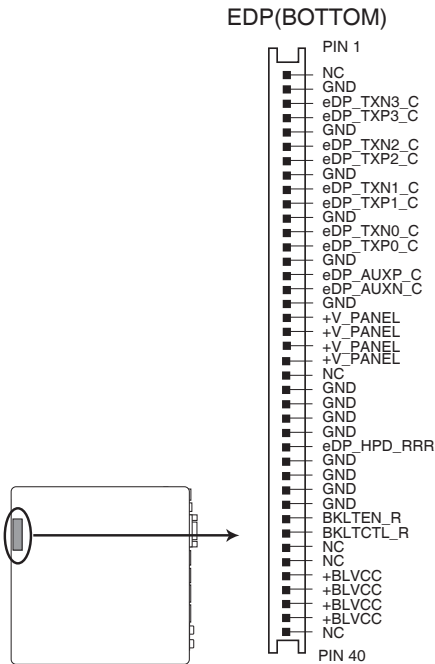 EDP(BOTTOM)
PIN 1
NC
GND
eDP_TXN3_C
eDP_TXP3_C
GND
eDP_TXN2_C
eDP_TXP2_C
GND
eDP_TXN1_C
eDP_TXP1_C
GND
eDP_TXN0_C
eDP_TXP0_C
GND
eDP_AUXP_C
eDP_AUXN_C
GND
+V_PANEL
+V_PANEL
+V_PANEL
+V_PANEL
NC
GND
GND
GND
GND
eDP_HPD_RRR
GND
GND
GND
GND
BKLTEN_R
BKLTCTL_R
NC
NC
+BLVCC
+BLVCC
+BLVCC
+BLVCC
NC
PIN 40